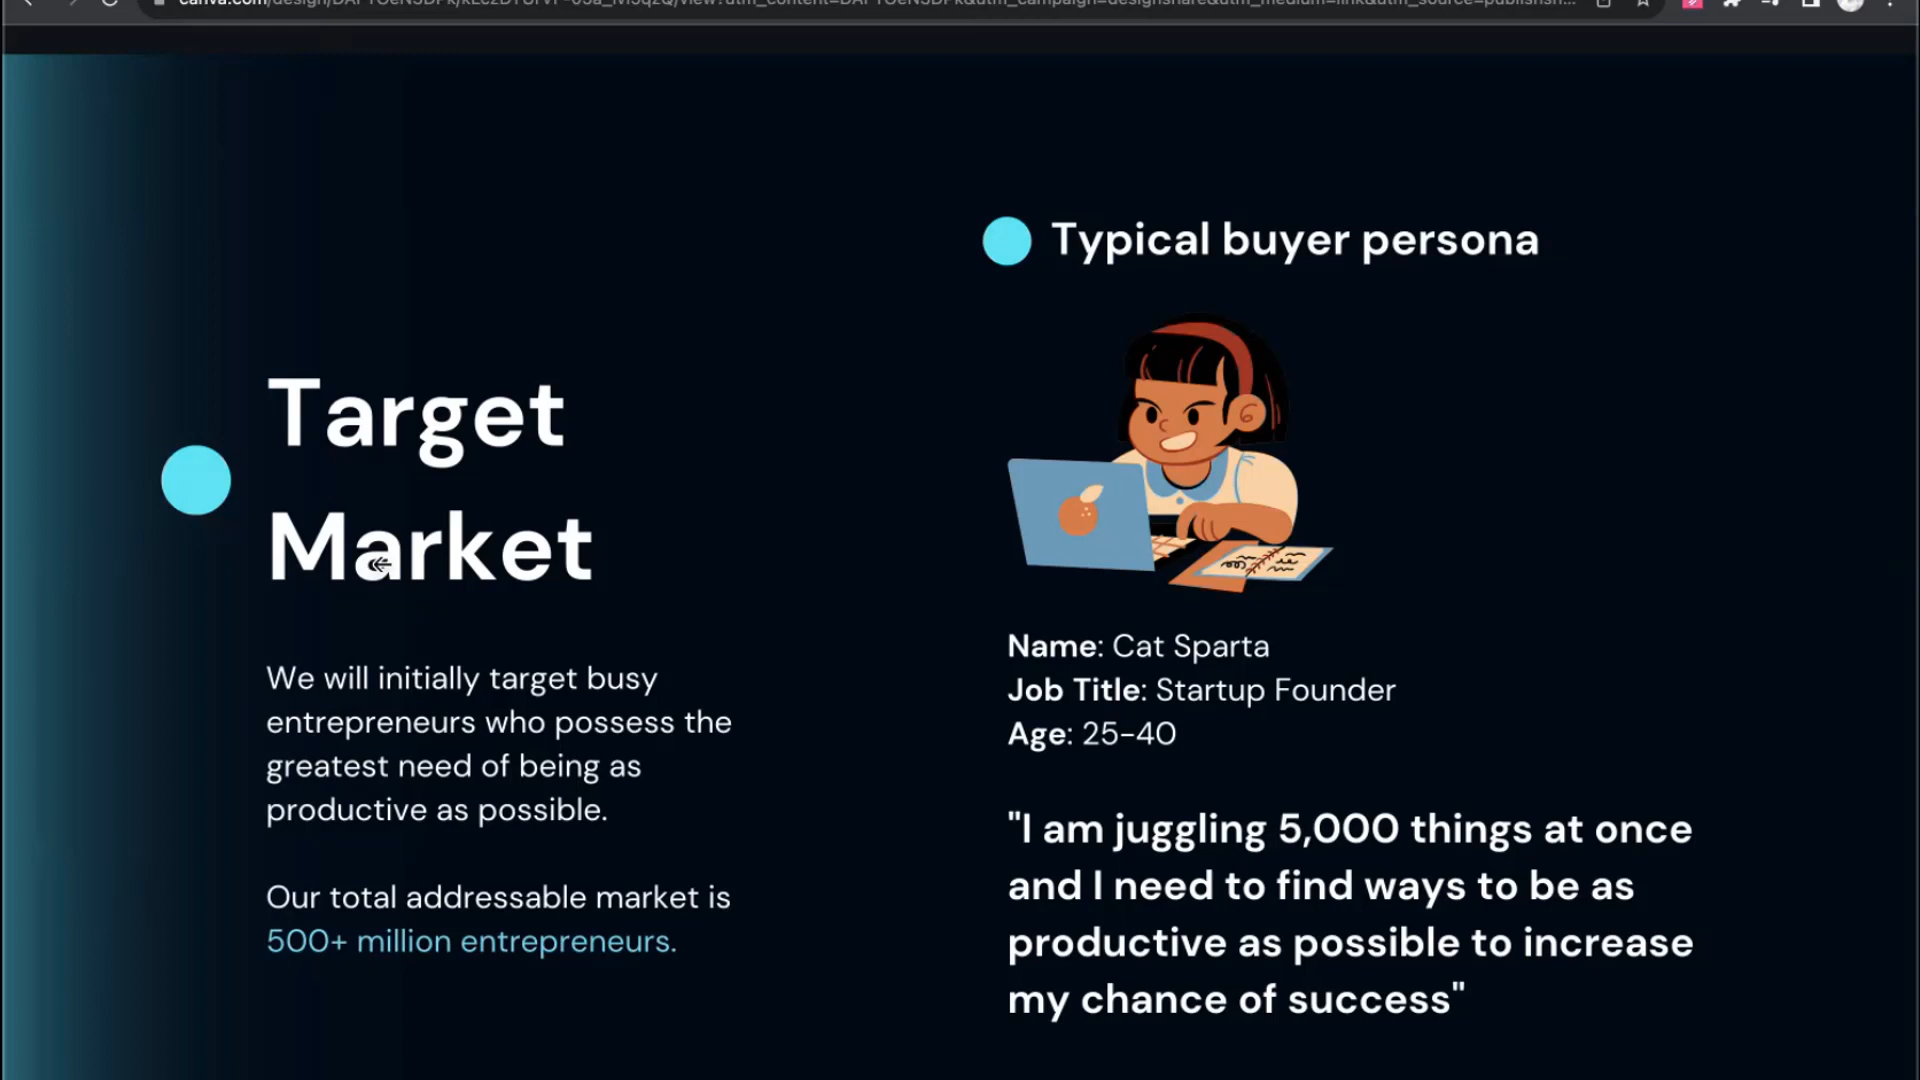 Target
Market
We will initially target busy
entrepreneurs who possess the
greatest need of being as
productive as possible.
Our total addressable market is
500+ million entrepreneurs.
Typical buyer persona
Name: Cat Sparta
Job Title: Startup Founder
Age: 25-40
"I am juggling 5,000 things at once
and I need to find ways to be as
productive as possible to increase
my chance of success"